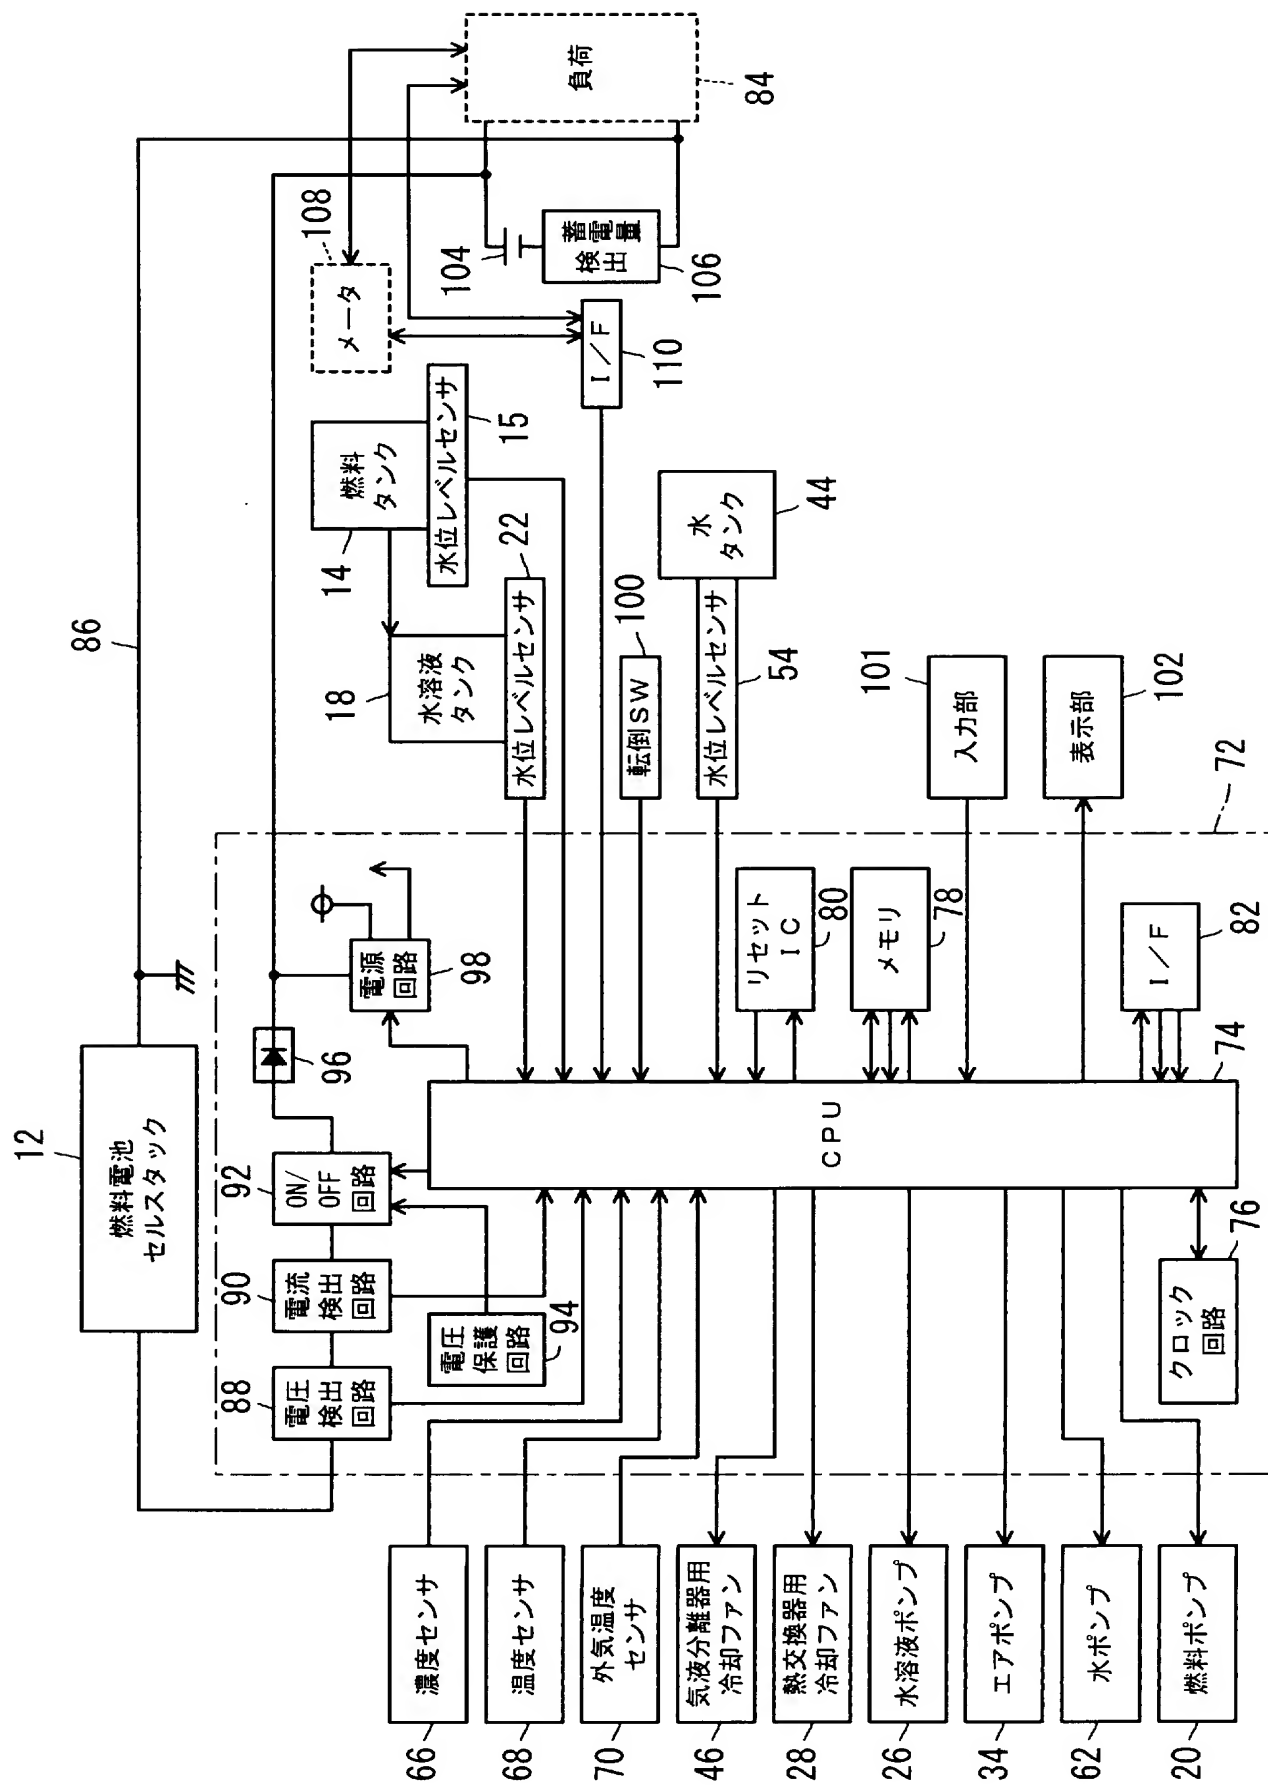 12
燃料電池
セルスタック
86
88
電圧
検出
回路
90
電流
検出
回路
92
ON/
OFF
回路
96
電源
回路
98
電圧
保護
回路
94
14
燃料
タンク
水位レベルセンサ
15
18
水溶液
タンク
水位レベルセンサ
22
108
メータ
104
蓄電量
検出
106
負荷
84
I/F
110
転倒SW
100
水
タンク
44
水位レベルセンサ
54
入力部
101
表示部
102
72
リセット
IC
80
メモリ
78
I/F
82
CPU
74
クロック
回路
76
66
濃度センサ
68
温度センサ
70
外気温度
センサ
46
気液分離器用
冷却ファン
28
熱交換器用
冷却ファン
26
水溶液ポンプ
34
エアポンプ
62
水ポンプ
20
燃料ポンプ